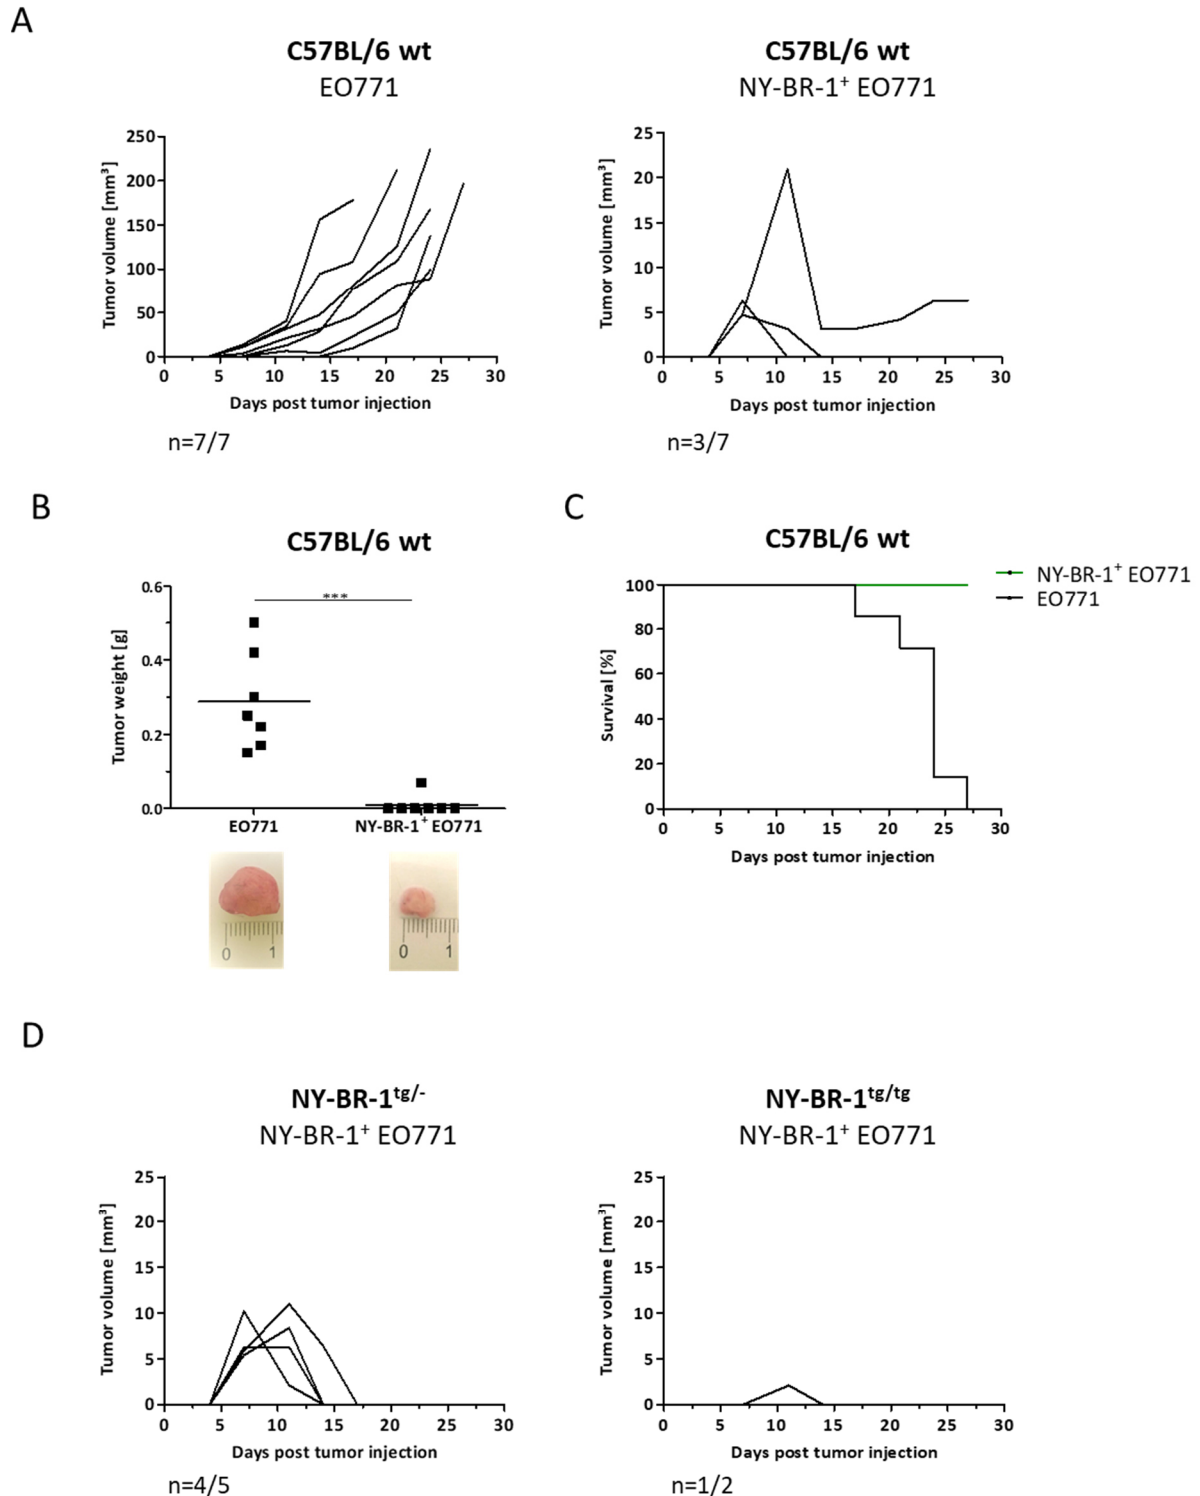 A
C57BL/6 wt
EO771
C57BL/6 wt
NY-BR-1⁺ EO771
Tumor volume [mm³]
250
200
150
100
50
0
0 5 10 15 20 25 30
Days post tumor injection
n=7/7
Tumor volume [mm³]
25
20
15
10
5
0
0 5 10 15 20 25 30
Days post tumor injection
n=3/7
B
C57BL/6 wt
Tumor weight [g]
0.6
0.4
0.2
0.0
***
EO771
NY-BR-1⁺ EO771
0 1
0 1
C
C57BL/6 wt
NY-BR-1⁺ EO771
EO771
Survival [%]
100
80
60
40
20
0
0 5 10 15 20 25 30
Days post tumor injection
D
NY-BR-1ᵗᵍ/⁻
NY-BR-1⁺ EO771
Tumor volume [mm³]
25
20
15
10
5
0
0 5 10 15 20 25 30
Days post tumor injection
n=4/5
NY-BR-1ᵗᵍ/ᵗᵍ
NY-BR-1⁺ EO771
Tumor volume [mm³]
25
20
15
10
5
0
0 5 10 15 20 25 30
Days post tumor injection
n=1/2